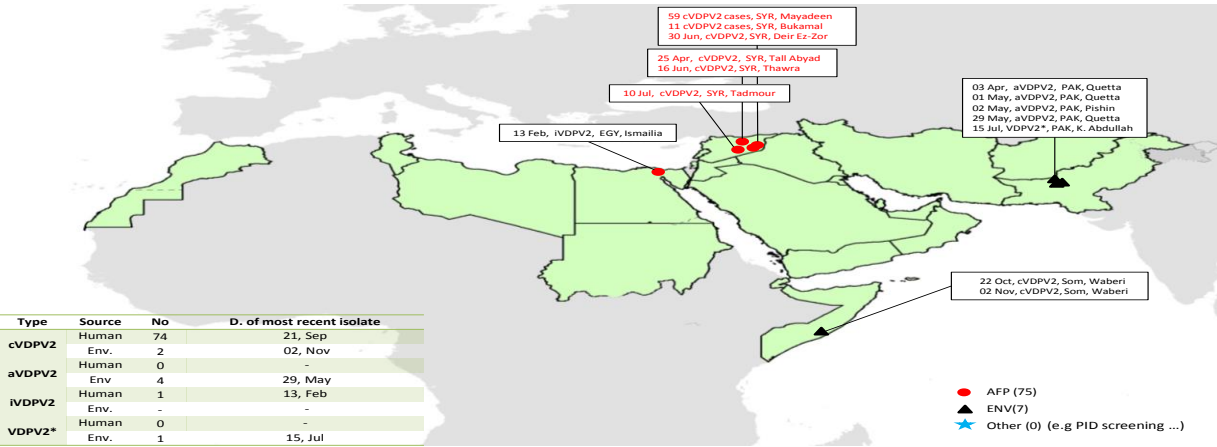 59 cVDPV2 cases, SYR, Mayadeen
11 cVDPV2 cases, SYR, Bukamal
30 Jun, cVDPV2, SYR, Deir Ez-Zor
25 Apr, cVDPV2, SYR, Tall Abyad
16 Jun, cVDPV2, SYR, Thawra
10 Jul, cVDPV2, SYR, Tadmour
13 Feb, iVDPV2, EGY, Ismailia
03 Apr, aVDPV2, PAK, Quetta
01 May, aVDPV2, PAK, Quetta
02 May, aVDPV2, PAK, Pishin
29 May, aVDPV2, PAK, Quetta
15 Jul, VDPV2*, PAK, K. Abdullah
22 Oct, cVDPV2, Som, Waberi
02 Nov, cVDPV2, Som, Waberi
Type Source No D. of most recent isolate
cVDPV2 Human 74 21, Sep
Env. 2 02, Nov
aVDPV2 Human 0 -
Env 4 29, May
iVDPV2 Human 1 13, Feb
Env. - -
VDPV2* Human 0 -
Env. 1 15, Jul
AFP (75)
ENV(7)
Other (0) (e.g PID screening ...)